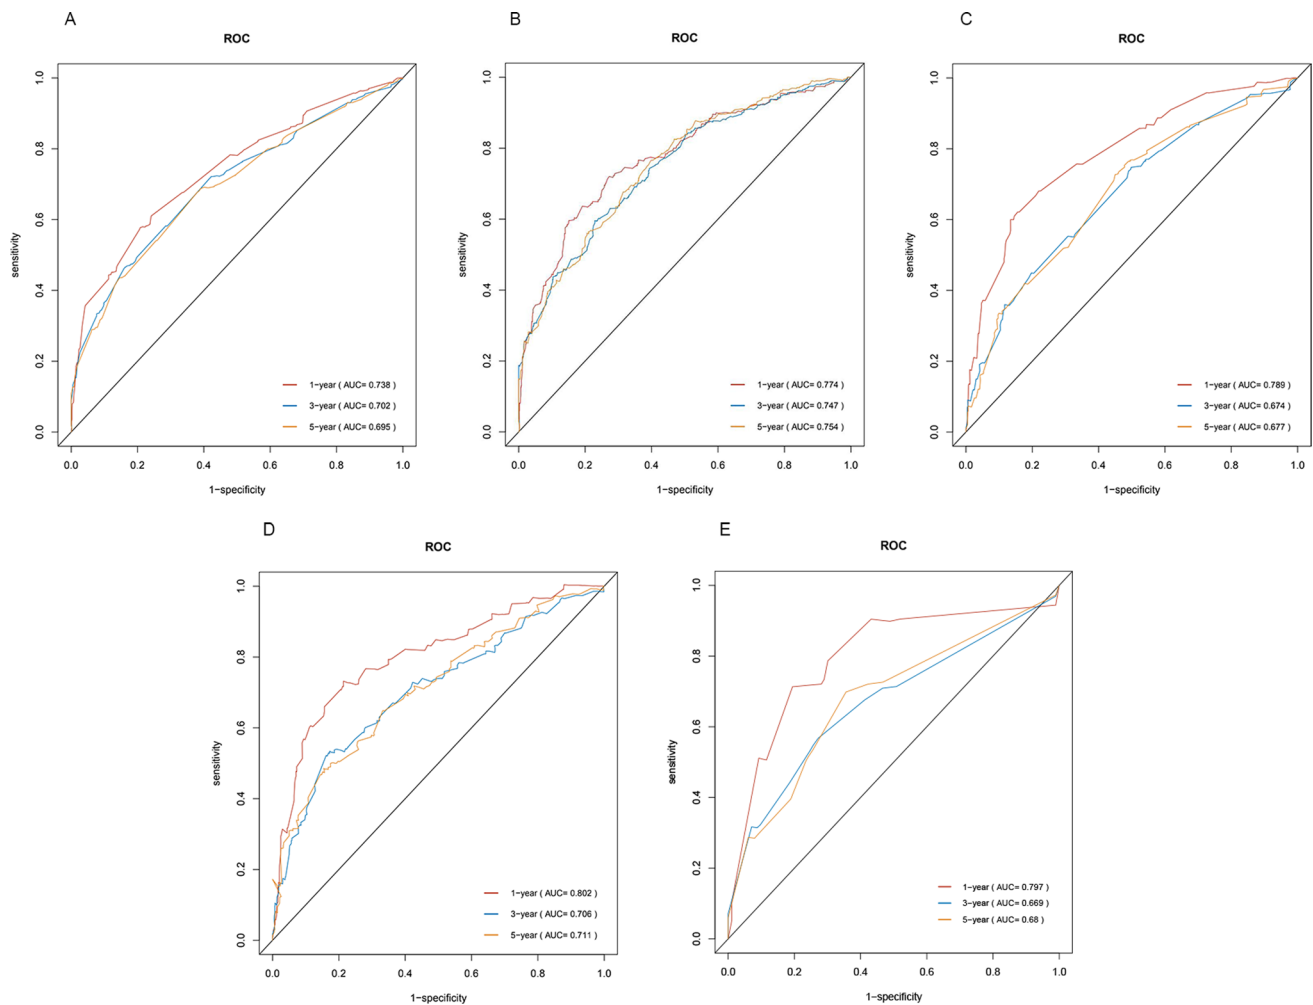 A
ROC
sensitivity
1.0
0.8
0.6
0.4
0.2
0.0
1-year ( AUC= 0.738 )
3-year ( AUC= 0.702 )
5-year ( AUC= 0.695 )
0.0 0.2 0.4 0.6 0.8 1.0
1-specificity
B
ROC
sensitivity
1.0
0.8
0.6
0.4
0.2
0.0
1-year ( AUC= 0.774 )
3-year ( AUC= 0.747 )
5-year ( AUC= 0.754 )
0.0 0.2 0.4 0.6 0.8 1.0
1-specificity
C
ROC
sensitivity
1.0
0.8
0.6
0.4
0.2
0.0
1-year ( AUC= 0.789 )
3-year ( AUC= 0.674 )
5-year ( AUC= 0.677 )
0.0 0.2 0.4 0.6 0.8 1.0
1-specificity
D
ROC
sensitivity
1.0
0.8
0.6
0.4
0.2
0.0
1-year ( AUC= 0.802 )
3-year ( AUC= 0.706 )
5-year ( AUC= 0.711 )
0.0 0.2 0.4 0.6 0.8 1.0
1-specificity
E
ROC
sensitivity
1.0
0.8
0.6
0.4
0.2
0.0
1-year ( AUC= 0.797 )
3-year ( AUC= 0.669 )
5-year ( AUC= 0.68 )
0.0 0.2 0.4 0.6 0.8 1.0
1-specificity